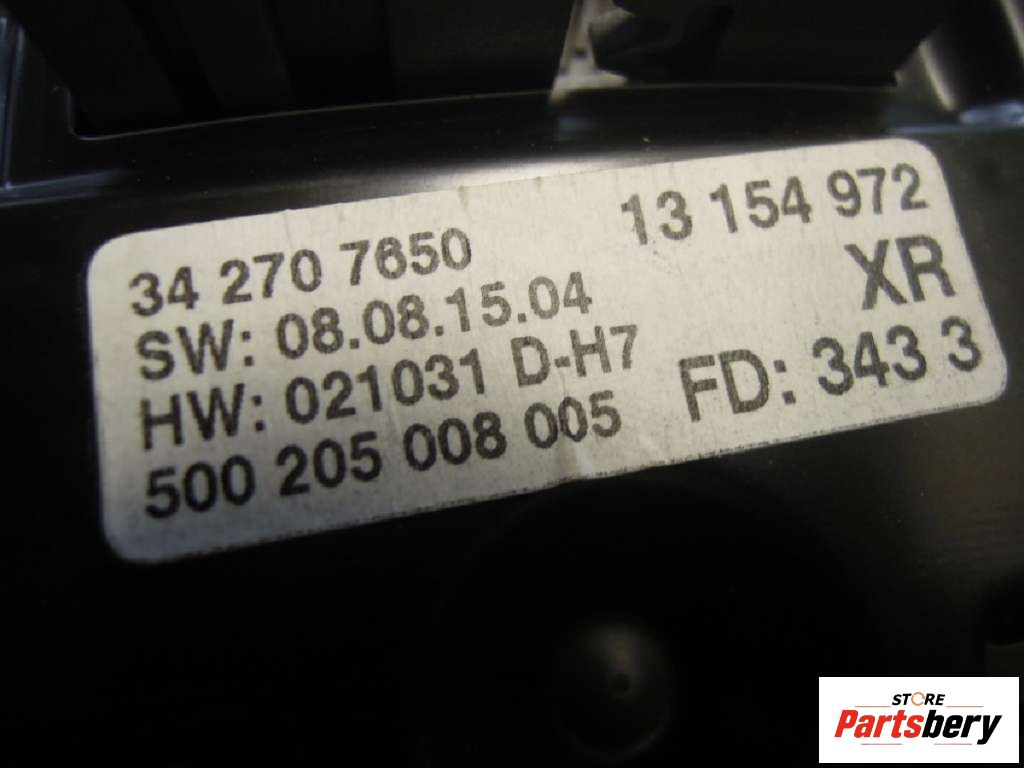 34 270 7650 13 154 972
SW: 08.08.15.04 XR
HW: 021031 D-H7 FD: 343 3
500 205 008 005
STORE
Partsbery